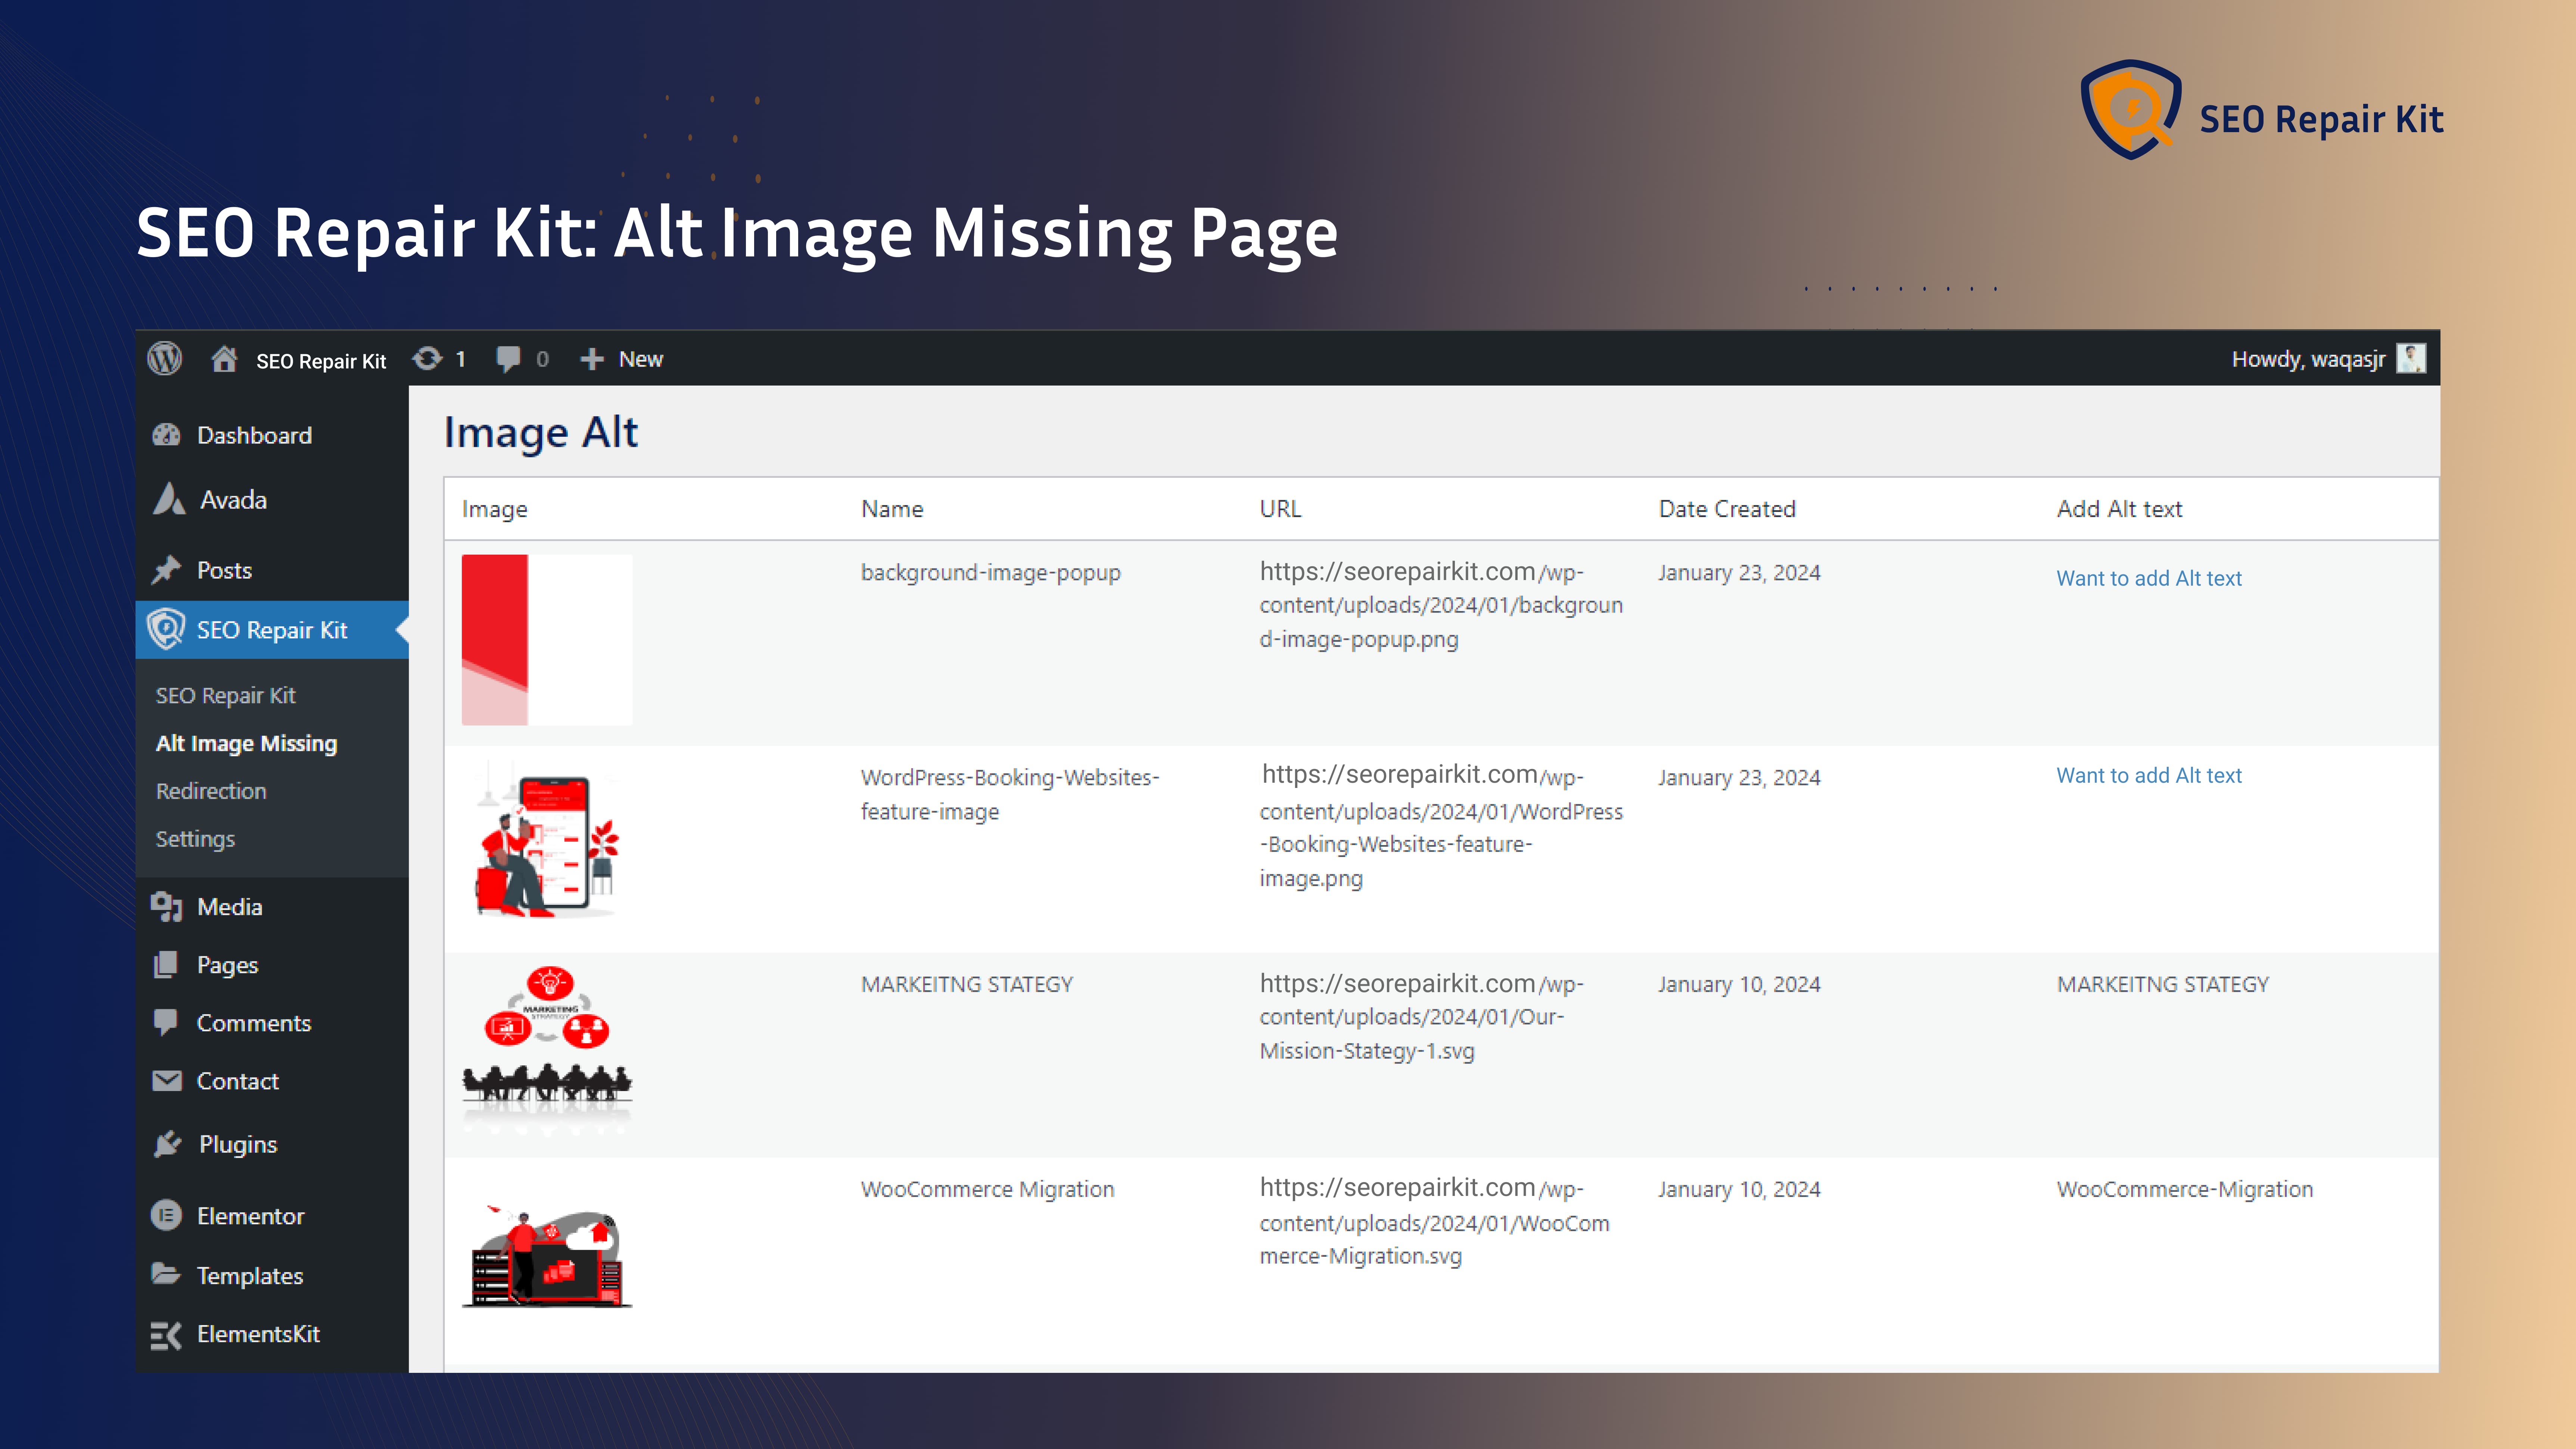 SEO Repair Kit
SEO Repair Kit: Alt Image Missing Page
SEO Repair Kit 1 0 New Howdy, waqasjr
Dashboard
Avada
Posts
SEO Repair Kit
SEO Repair Kit
Alt Image Missing
Redirection
Settings
Media
Pages
Comments
Contact
Plugins
Elementor
Templates
ElementsKit
Image Alt
Image Name URL Date Created Add Alt text
background-image-popup
https://seorepairkit.com/wp-
content/uploads/2024/01/backgroun
d-image-popup.png
January 23, 2024
Want to add Alt text
WordPress-Booking-Websites-
feature-image
https://seorepairkit.com/wp-
content/uploads/2024/01/WordPress
-Booking-Websites-feature-
image.png
January 23, 2024
Want to add Alt text
MARKETING
STRATEGY
MARKEITNG STATEGY
https://seorepairkit.com/wp-
content/uploads/2024/01/Our-
Mission-Stategy-1.svg
January 10, 2024
MARKEITNG STATEGY
WooCommerce Migration
https://seorepairkit.com/wp-
content/uploads/2024/01/WooCom
merce-Migration.svg
January 10, 2024
WooCommerce-Migration